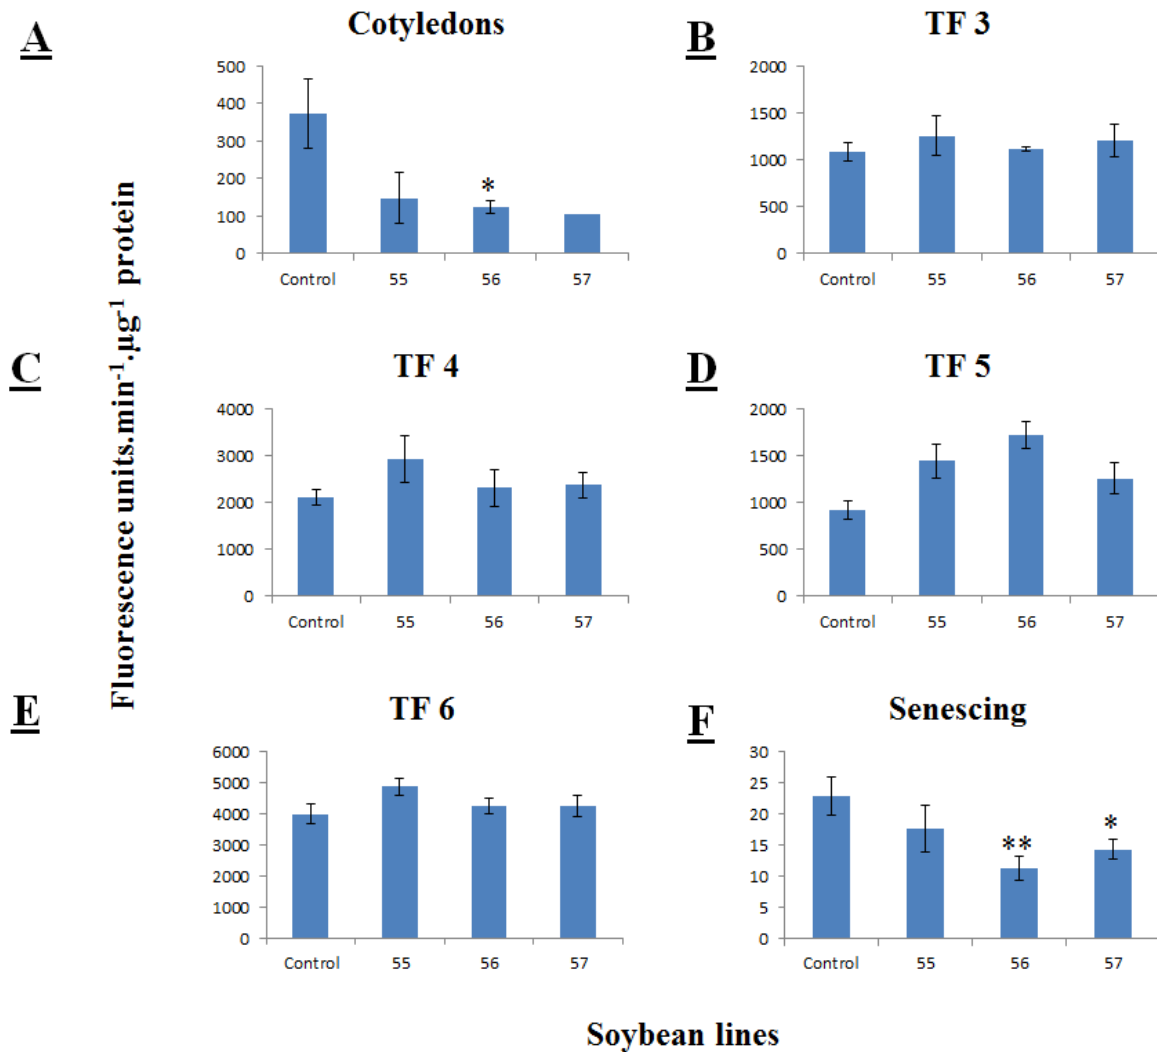 A
Cotyledons
500
400
300
200
100
0
*
Control 55 56 57
B
TF 3
2000
1500
1000
500
0
Control 55 56 57
Fluorescence units.min⁻¹.µg⁻¹ protein
C
TF 4
4000
3000
2000
1000
0
Control 55 56 57
D
TF 5
2000
1500
1000
500
0
Control 55 56 57
E
TF 6
6000
5000
4000
3000
2000
1000
0
Control 55 56 57
F
Senescing
30
25
20
15
10
5
0
** *
Control 55 56 57
Soybean lines